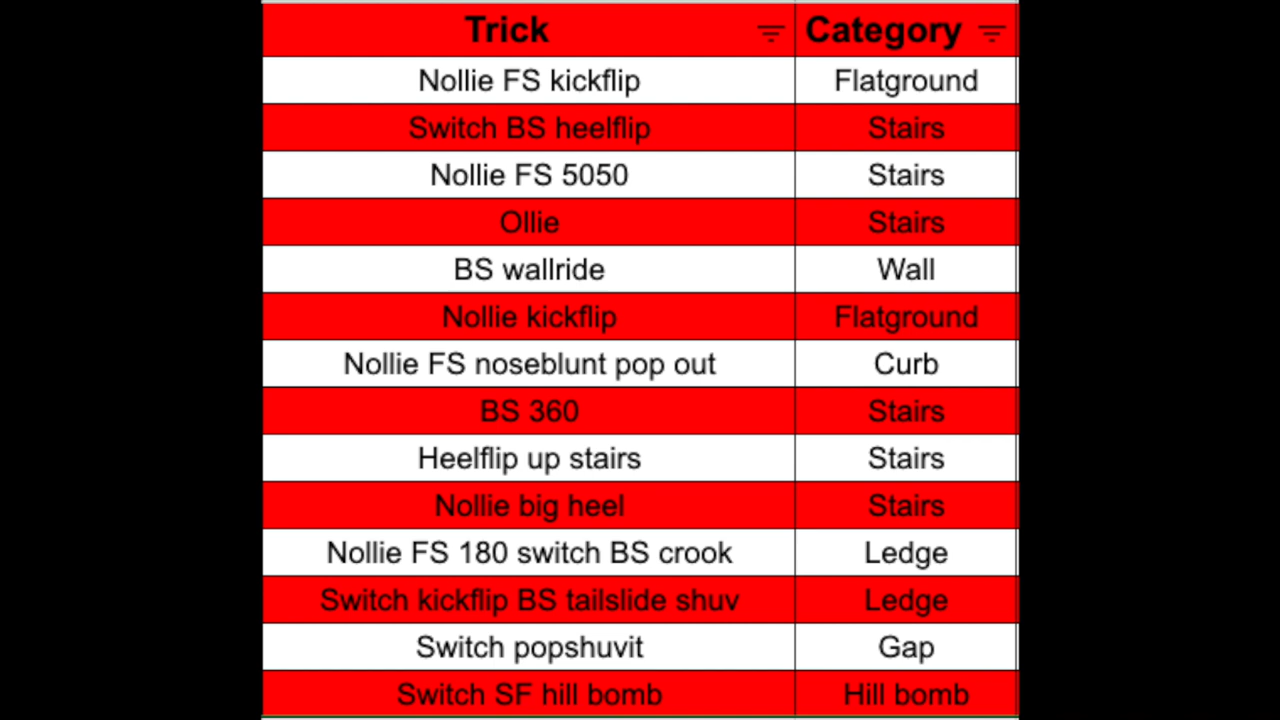 Trick Category
Nollie FS kickflip Flatground
Switch BS heelflip Stairs
Nollie FS 5050 Stairs
Ollie Stairs
BS wallride Wall
Nollie kickflip Flatground
Nollie FS noseblunt pop out Curb
BS 360 Stairs
Heelflip up stairs Stairs
Nollie big heel Stairs
Nollie FS 180 switch BS crook Ledge
Switch kickflip BS tailslide shuv Ledge
Switch popshuvit Gap
Switch SF hill bomb Hill bomb